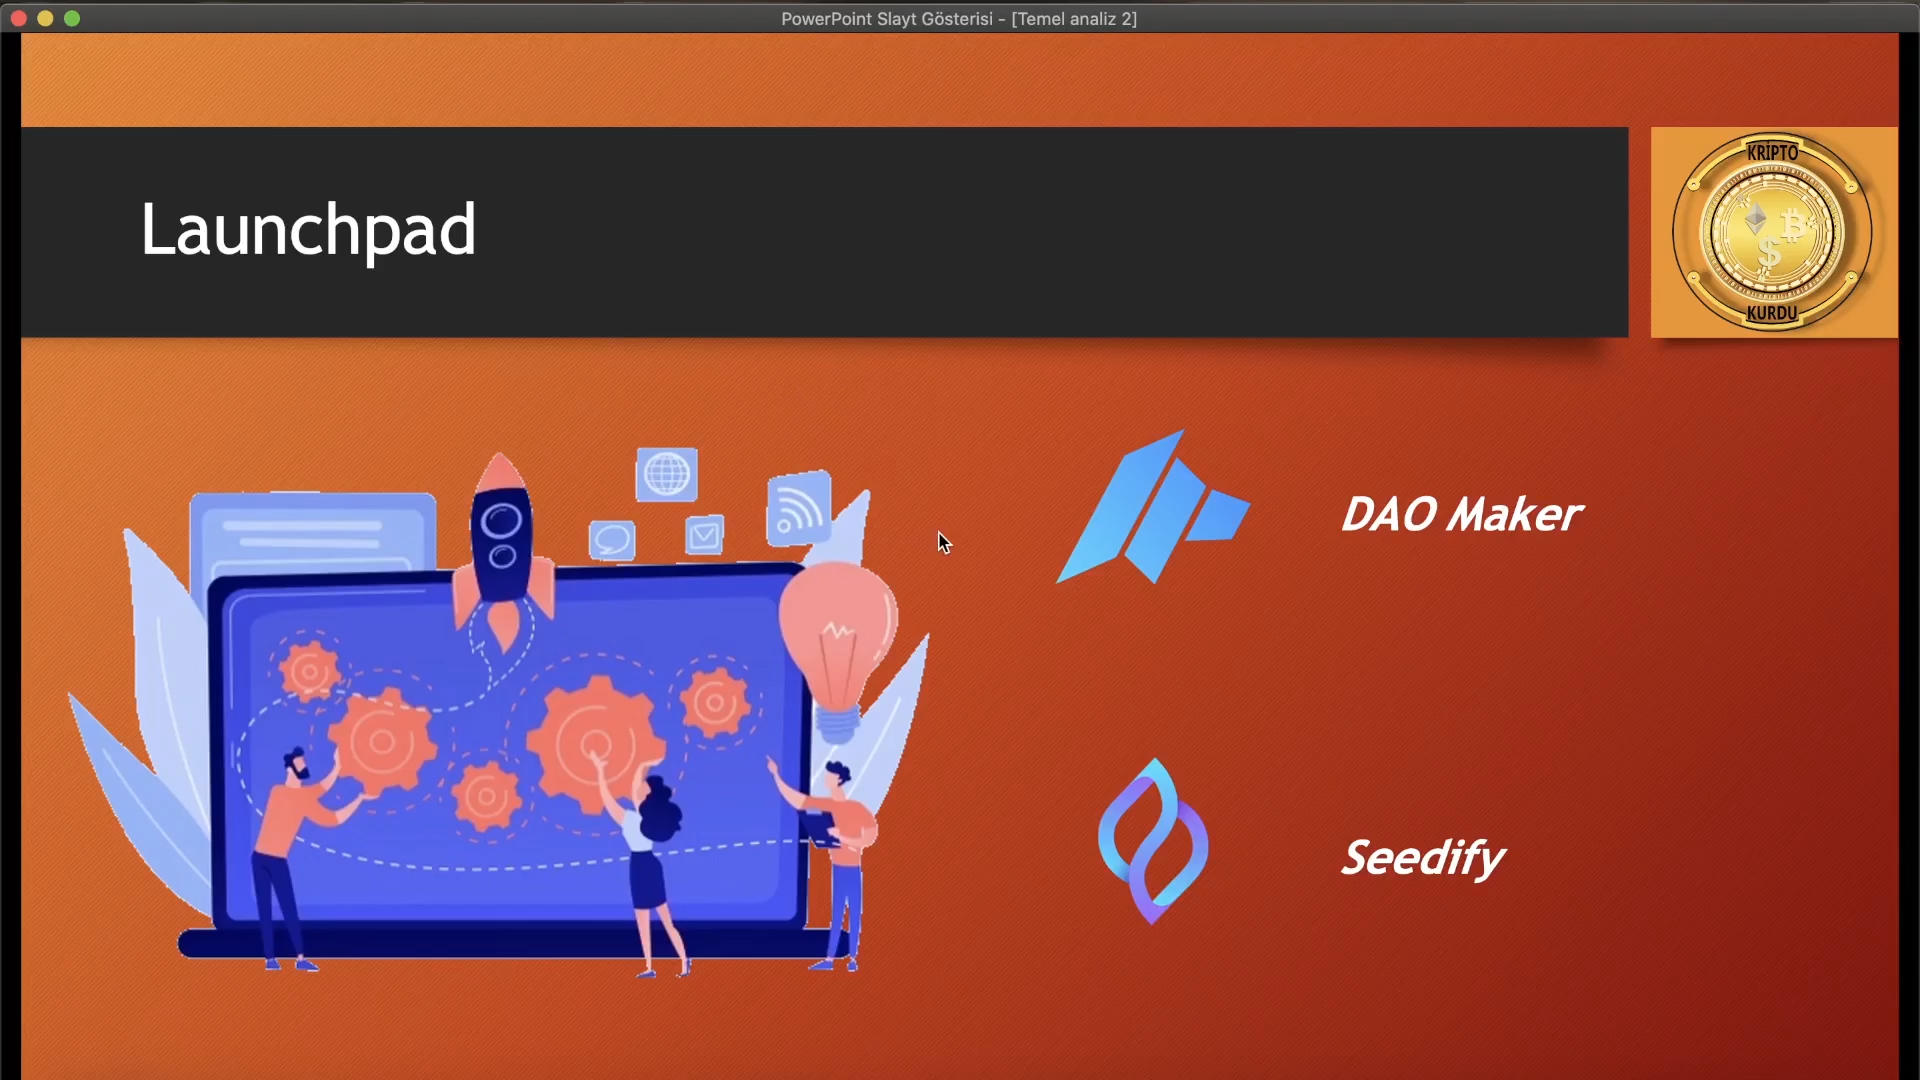 PowerPoint Slayt Gösterisi - [Temel analiz 2]
Launchpad
KRİPTO
KURDU
DAO Maker
Seedify